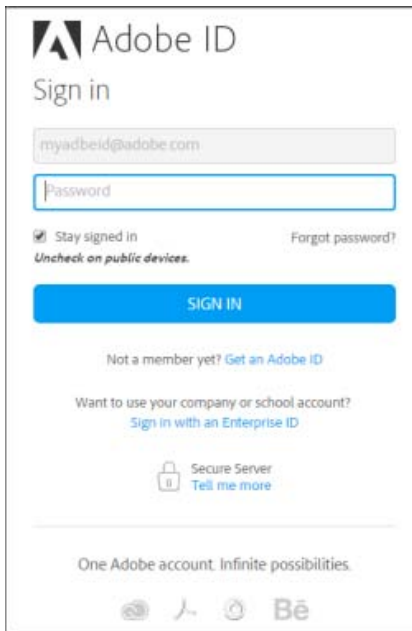 Adobe ID
Sign in
myadbeid@adobe.com
Password
Stay signed in
Forgot password?
Uncheck on public devices.
SIGN IN
Not a member yet? Get an Adobe ID
Want to use your company or school account?
Sign in with an Enterprise ID
Secure Server
Tell me more
One Adobe account. Infinite possibilities.
Bē